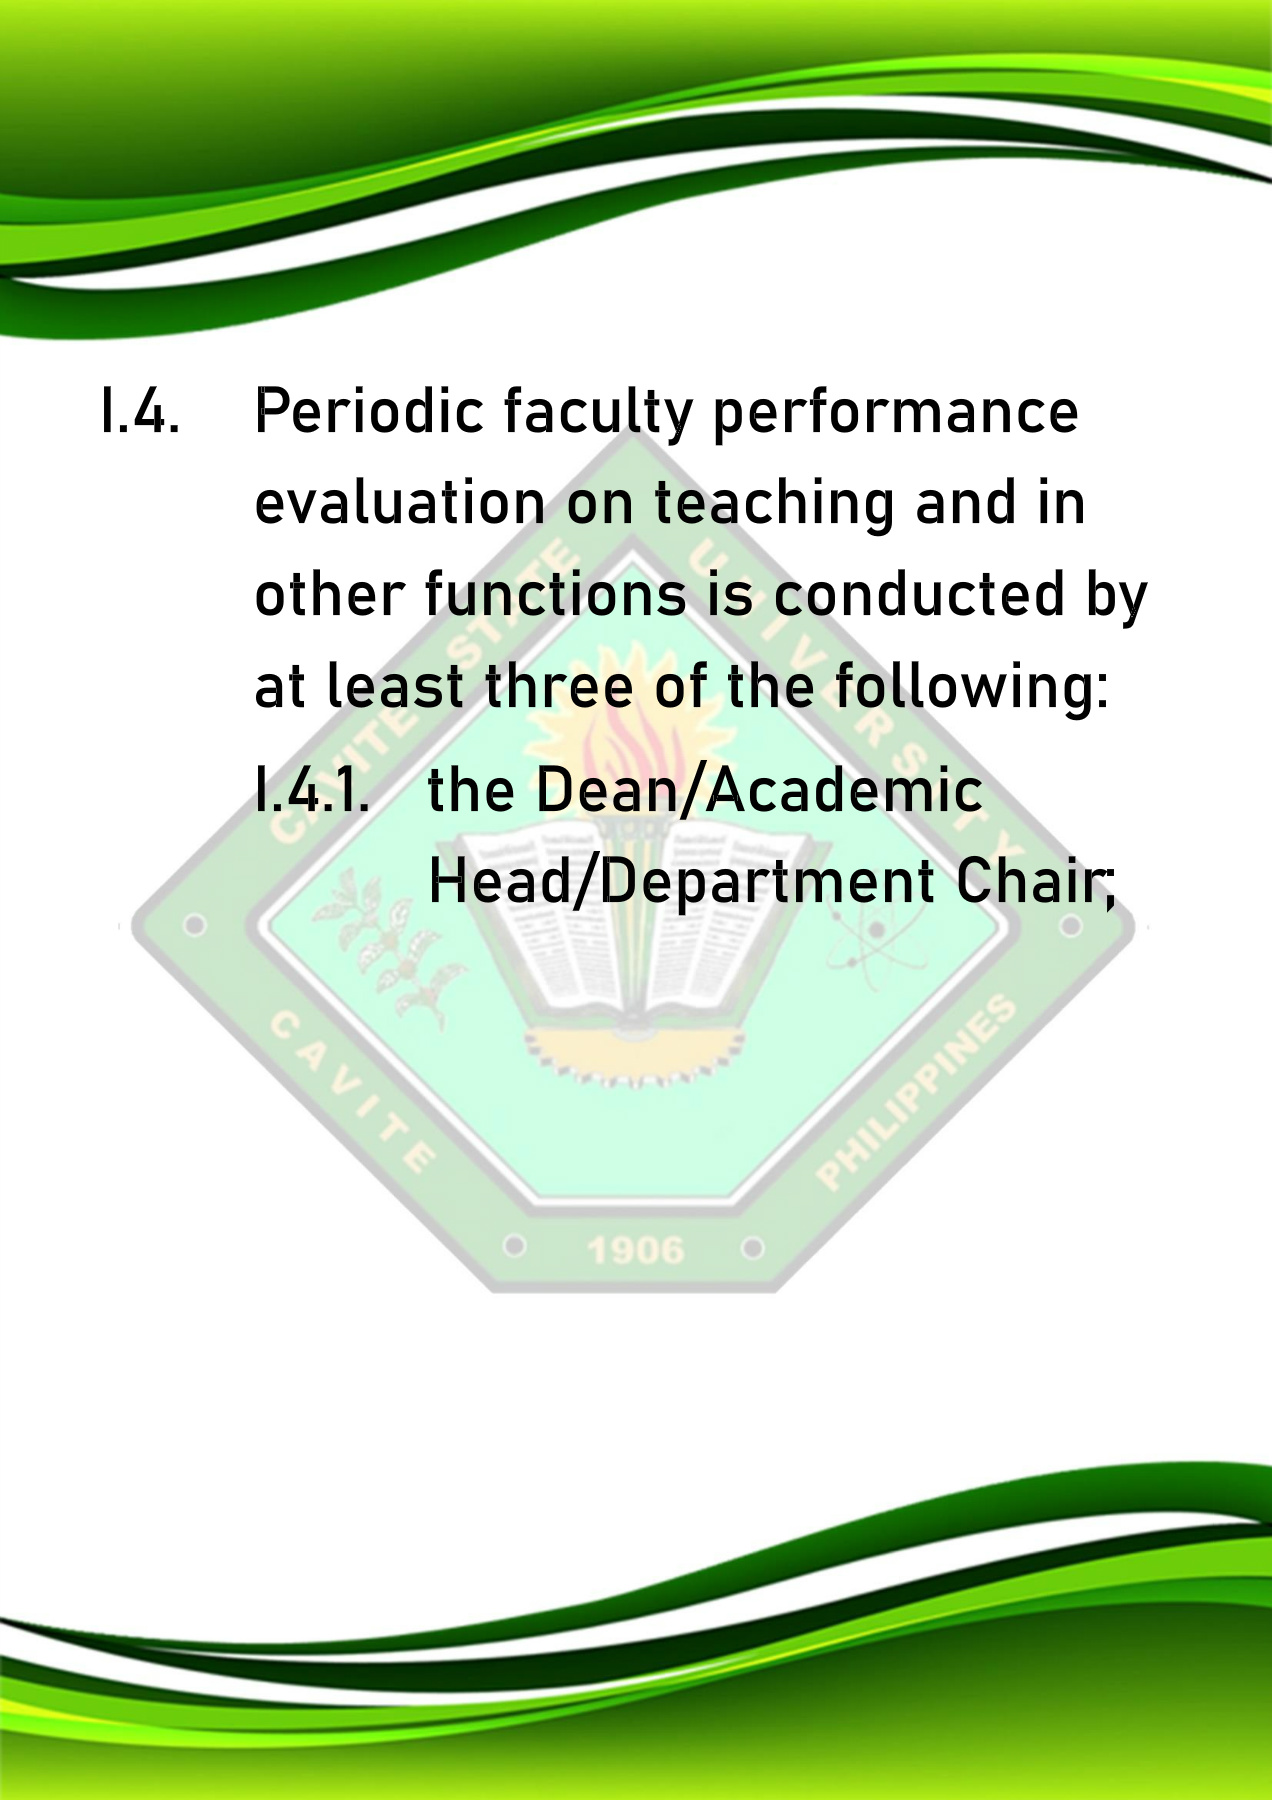 I.4. Periodic faculty performance
evaluation on teaching and in
other functions is conducted by
at least three of the following:
I.4.1. the Dean/Academic
Head/Department Chair;
CAVITE STATE UNIVERSITY
CAVITE
PHILIPPINES
1906